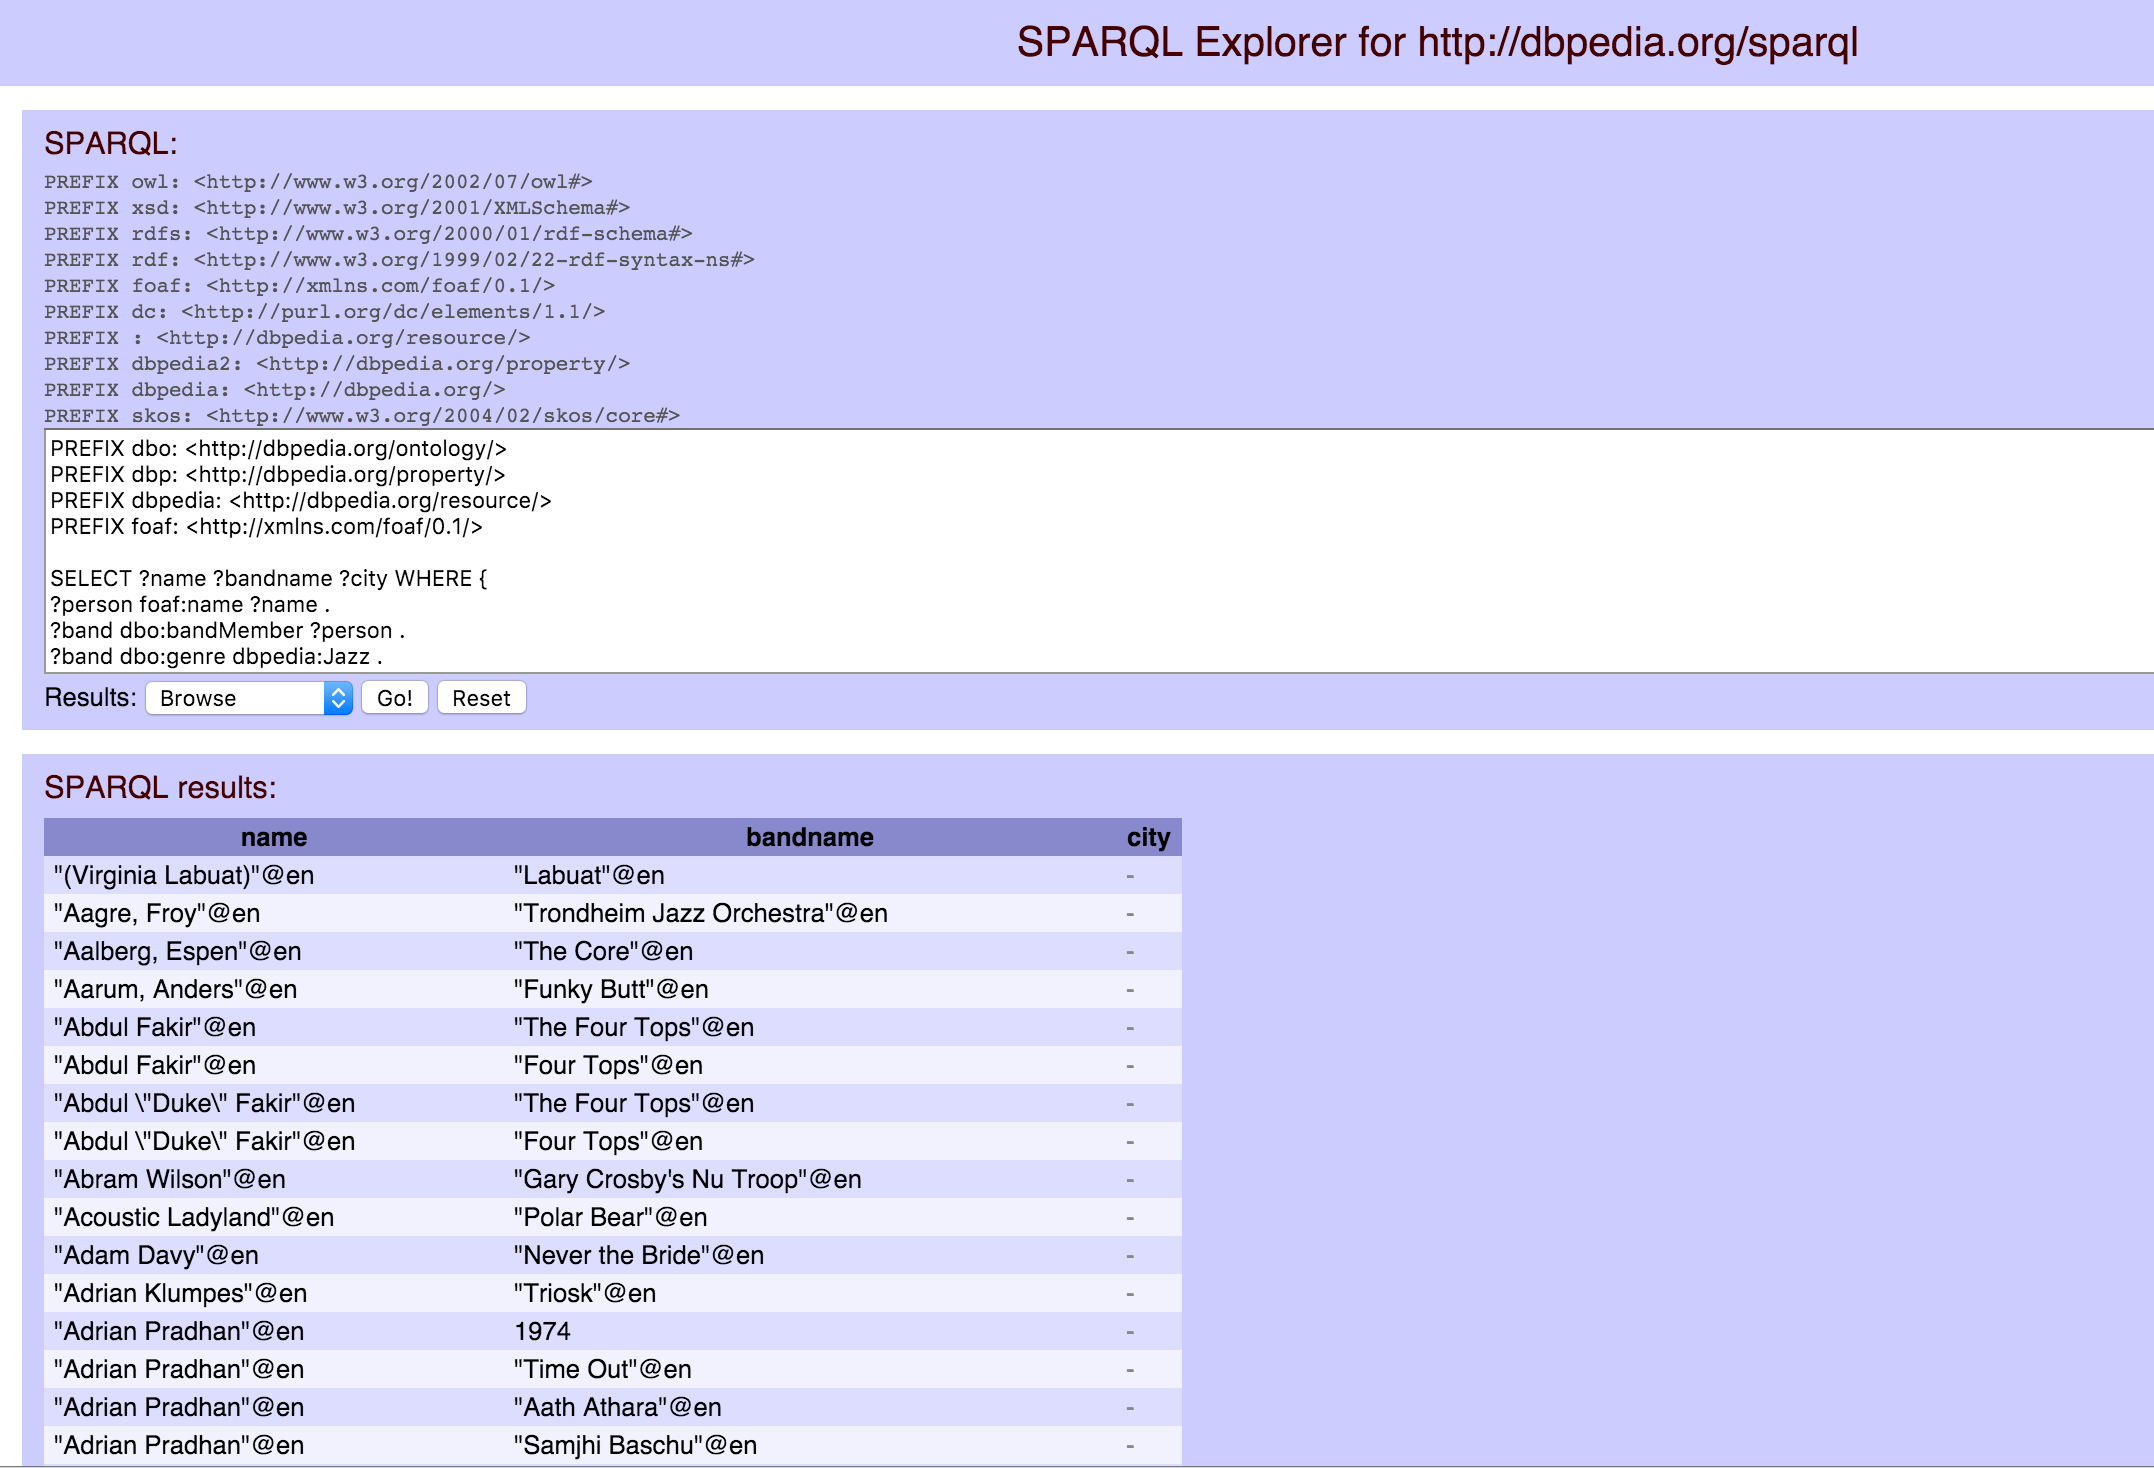 SPARQL Explorer for http://dbpedia.org/sparql
SPARQL:
PREFIX owl: <http://www.w3.org/2002/07/owl#>
PREFIX xsd: <http://www.w3.org/2001/XMLSchema#>
PREFIX rdfs: <http://www.w3.org/2000/01/rdf-schema#>
PREFIX rdf: <http://www.w3.org/1999/02/22-rdf-syntax-ns#>
PREFIX foaf: <http://xmlns.com/foaf/0.1/>
PREFIX dc: <http://purl.org/dc/elements/1.1/>
PREFIX : <http://dbpedia.org/resource/>
PREFIX dbpedia2: <http://dbpedia.org/property/>
PREFIX dbpedia: <http://dbpedia.org/>
PREFIX skos: <http://www.w3.org/2004/02/skos/core#>
PREFIX dbo: <http://dbpedia.org/ontology/>
PREFIX dbp: <http://dbpedia.org/property/>
PREFIX dbpedia: <http://dbpedia.org/resource/>
PREFIX foaf: <http://xmlns.com/foaf/0.1/>
SELECT ?name ?bandname ?city WHERE {
?person foaf:name ?name .
?band dbo:bandMember ?person .
?band dbo:genre dbpedia:Jazz .
Results: Browse Go! Reset
SPARQL results:
name bandname city
"(Virginia Labuat)"@en "Labuat"@en -
"Aagre, Froy"@en "Trondheim Jazz Orchestra"@en -
"Aalberg, Espen"@en "The Core"@en -
"Aarum, Anders"@en "Funky Butt"@en -
"Abdul Fakir"@en "The Four Tops"@en -
"Abdul Fakir"@en "Four Tops"@en -
"Abdul \"Duke\" Fakir"@en "The Four Tops"@en -
"Abdul \"Duke\" Fakir"@en "Four Tops"@en -
"Abram Wilson"@en "Gary Crosby's Nu Troop"@en -
"Acoustic Ladyland"@en "Polar Bear"@en -
"Adam Davy"@en "Never the Bride"@en -
"Adrian Klumpes"@en "Triosk"@en -
"Adrian Pradhan"@en 1974 -
"Adrian Pradhan"@en "Time Out"@en -
"Adrian Pradhan"@en "Aath Athara"@en -
"Adrian Pradhan"@en "Samjhi Baschu"@en -